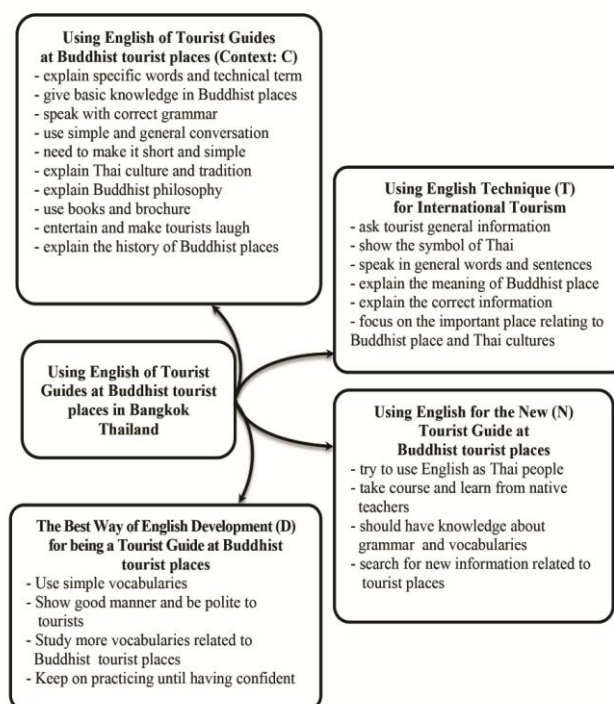 Using English of Tourist Guides
at Buddhist tourist places (Context: C)
- explain specific words and technical term
- give basic knowledge in Buddhist places
- speak with correct grammar
- use simple and general conversation
- need to make it short and simple
- explain Thai culture and tradition
- explain Buddhist philosophy
- use books and brochure
- entertain and make tourists laugh
- explain the history of Buddhist places
Using English Technique (T)
for International Tourism
- ask tourist general information
- show the symbol of Thai
- speak in general words and sentences
- explain the meaning of Buddhist place
- explain the correct information
- focus on the important place relating to
Buddhist place and Thai cultures
Using English of Tourist
Guides at Buddhist tourist
places in Bangkok
Thailand
Using English for the New (N)
Tourist Guide at
Buddhist tourist places
- try to use English as Thai people
- take course and learn from native
teachers
- should have knowledge about
grammar and vocabularies
- search for new information related to
tourist places
The Best Way of English Development (D)
for being a Tourist Guide at Buddhist
tourist places
- Use simple vocabularies
- Show good manner and be polite to
tourists
- Study more vocabularies related to
Buddhist tourist places
- Keep on practicing until having confident